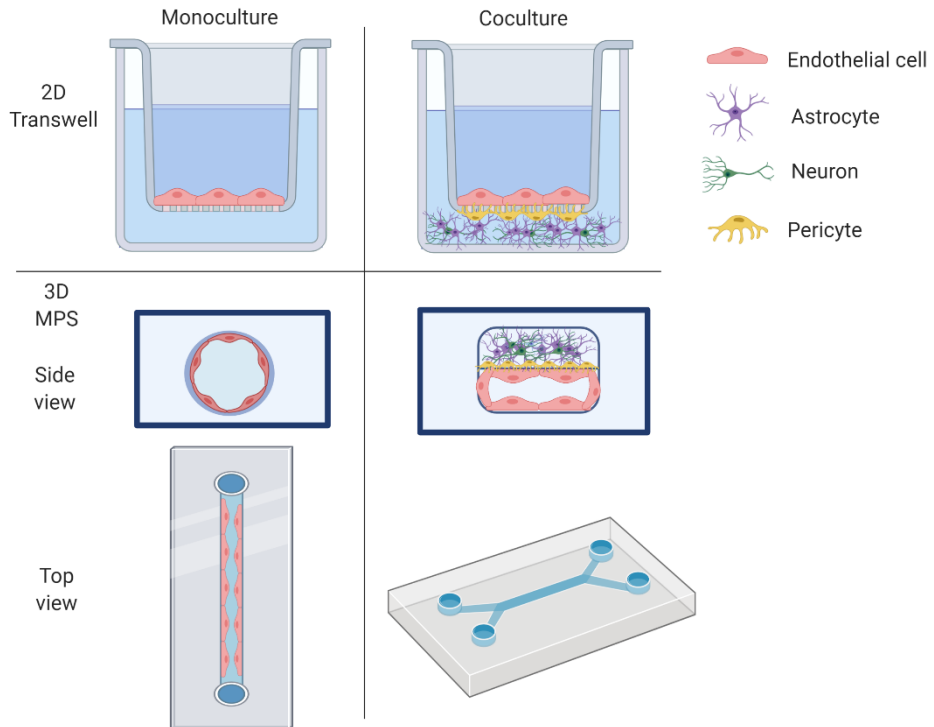 Monoculture
Coculture
2D
Transwell
Endothelial cell
Astrocyte
Neuron
Pericyte
3D
MPS
Side
view
Top
view